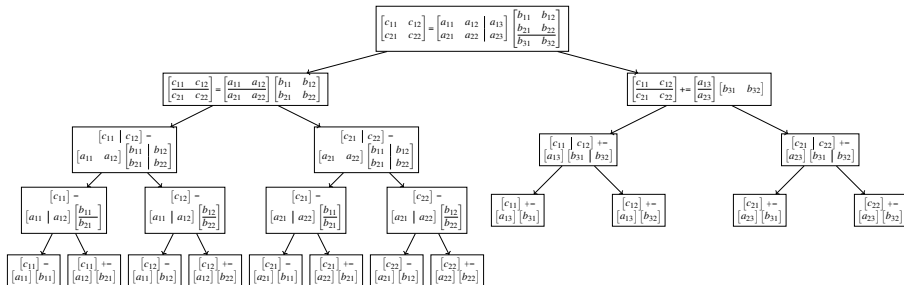 [c11 c12; c21 c22] = [a11 a12 | a13; a21 a22 | a23] [b11 b12; b21 b22; b31 b32]
[c11 c12; c21 c22] = [a11 a12; a21 a22] [b11 b12; b21 b22]
[c11 c12; c21 c22] += [a13; a23] [b31 b32]
[c11 | c12] =
[a11 a12] [b11 | b12; b21 | b22]
[c21 | c22] =
[a21 a22] [b11 | b12; b21 | b22]
[c11 | c12] +=
[a13] [b31 | b32]
[c21 | c22] +=
[a23] [b31 | b32]
[c11] =
[a11 | a12] [b11; b21]
[c12] =
[a11 | a12] [b12; b22]
[c21] =
[a21 | a22] [b11; b21]
[c22] =
[a21 | a22] [b12; b22]
[c11] +=
[a13] [b31]
[c12] +=
[a13] [b32]
[c21] +=
[a23] [b31]
[c22] +=
[a23] [b32]
[c11] =
[a11] [b11]
[c11] +=
[a12] [b21]
[c12] =
[a11] [b12]
[c12] +=
[a12] [b22]
[c21] =
[a21] [b11]
[c21] +=
[a22] [b21]
[c22] =
[a21] [b12]
[c22] +=
[a22] [b22]